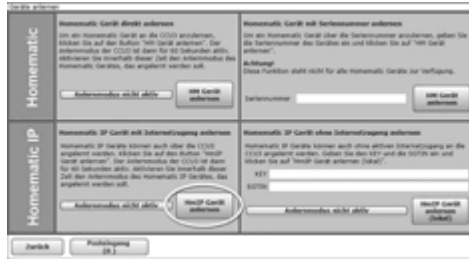 Geräte anlernen
Homematic
Homematic Gerät direkt anlernen
Um ein Homematic Gerät an die CCU3 anzulernen,
klicken Sie auf den Button "HM Gerät anlernen". Der
Anlernmodus der CCU3 ist dann für 60 Sekunden aktiv.
Aktivieren Sie innerhalb dieser Zeit den Anlernmodus des
Homematic Gerätes, das angelernt werden soll.
Anlernmodus nicht aktiv
HM Gerät
anlernen
Homematic Gerät mit Seriennummer anlernen
Um ein Homematic Gerät über die Seriennummer anzulernen, geben Sie
die Seriennummer des Gerätes ein und klicken Sie auf "HM Gerät
anlernen".
Achtung!
Diese Funktion steht nicht für alle Homematic Geräte zur Verfügung.
Seriennummer
HM Gerät
anlernen
Homematic IP
Homematic IP Gerät mit Internetzugang anlernen
Homematic IP Geräte können auch über die CCU3
angelernt werden. Klicken Sie auf den Button "HmIP
Gerät anlernen". Der Anlernmodus der CCU3 ist dann
für 60 Sekunden aktiv. Aktivieren Sie innerhalb dieser
Zeit den Anlernmodus des Homematic IP Gerätes, das
angelernt werden soll.
Anlernmodus nicht aktiv
HmIP Gerät
anlernen
Homematic IP Gerät ohne Internetzugang anlernen
Homematic IP Geräte können auch ohne aktiven Internetzugang an die
CCU3 angelernt werden. Geben Sie den KEY und die SGTIN ein und
klicken Sie auf "HmIP Gerät anlernen (lokal)".
KEY
SGTIN
Anlernmodus nicht aktiv
HmIP Gerät
anlernen
(lokal)
Zurück
Posteingang
(0 )